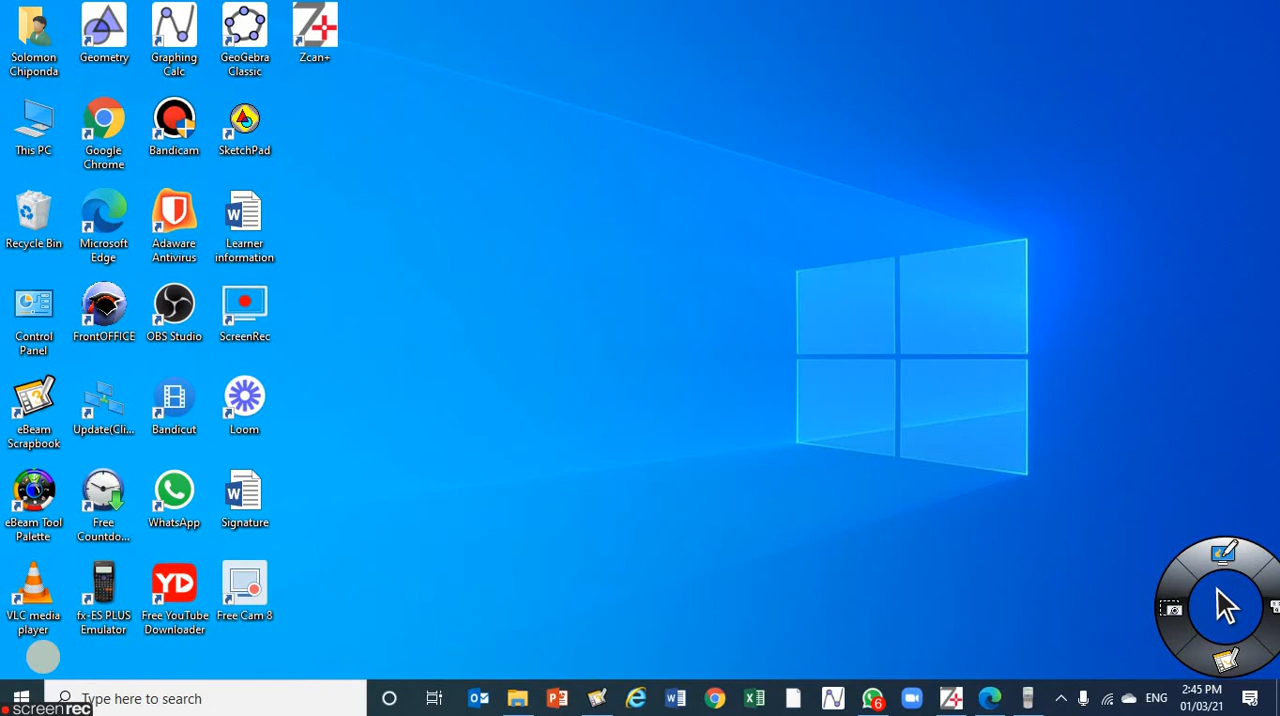 Solomon
Chiponda
Geometry
Graphing
Calc
GeoGebra
Classic
Zcan+
This PC
Google
Chrome
Bandicam
SketchPad
Recycle Bin
Microsoft
Edge
Adaware
Antivirus
Learner
information
Control
Panel
FrontOFFICE
OBS Studio
ScreenRec
eBeam
Scrapbook
Update(Cli...
Bandicut
Loom
eBeam Tool
Palette
Free
Countdo...
WhatsApp
Signature
VLC media
player
fx-ES PLUS
Emulator
YD
Free YouTube
Downloader
Free Cam 8
Type here to search
6
ENG
2:45 PM
01/03/21
screenrec